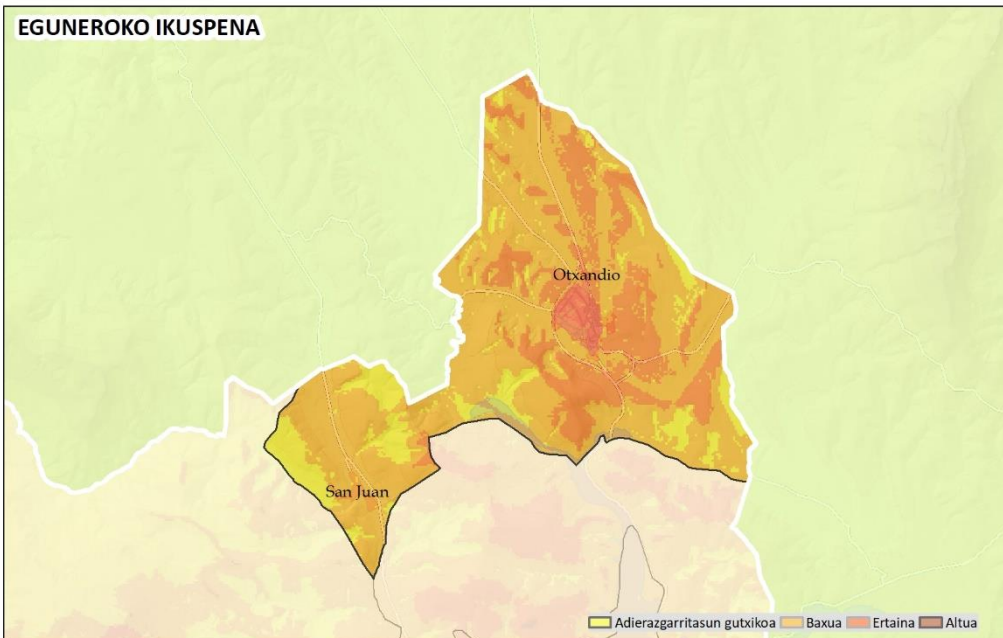 EGUNEROKO IKUSPENA
Otxandio
San Juan
Adierazgarritasun gutxikoa Baxua Ertaina Altua